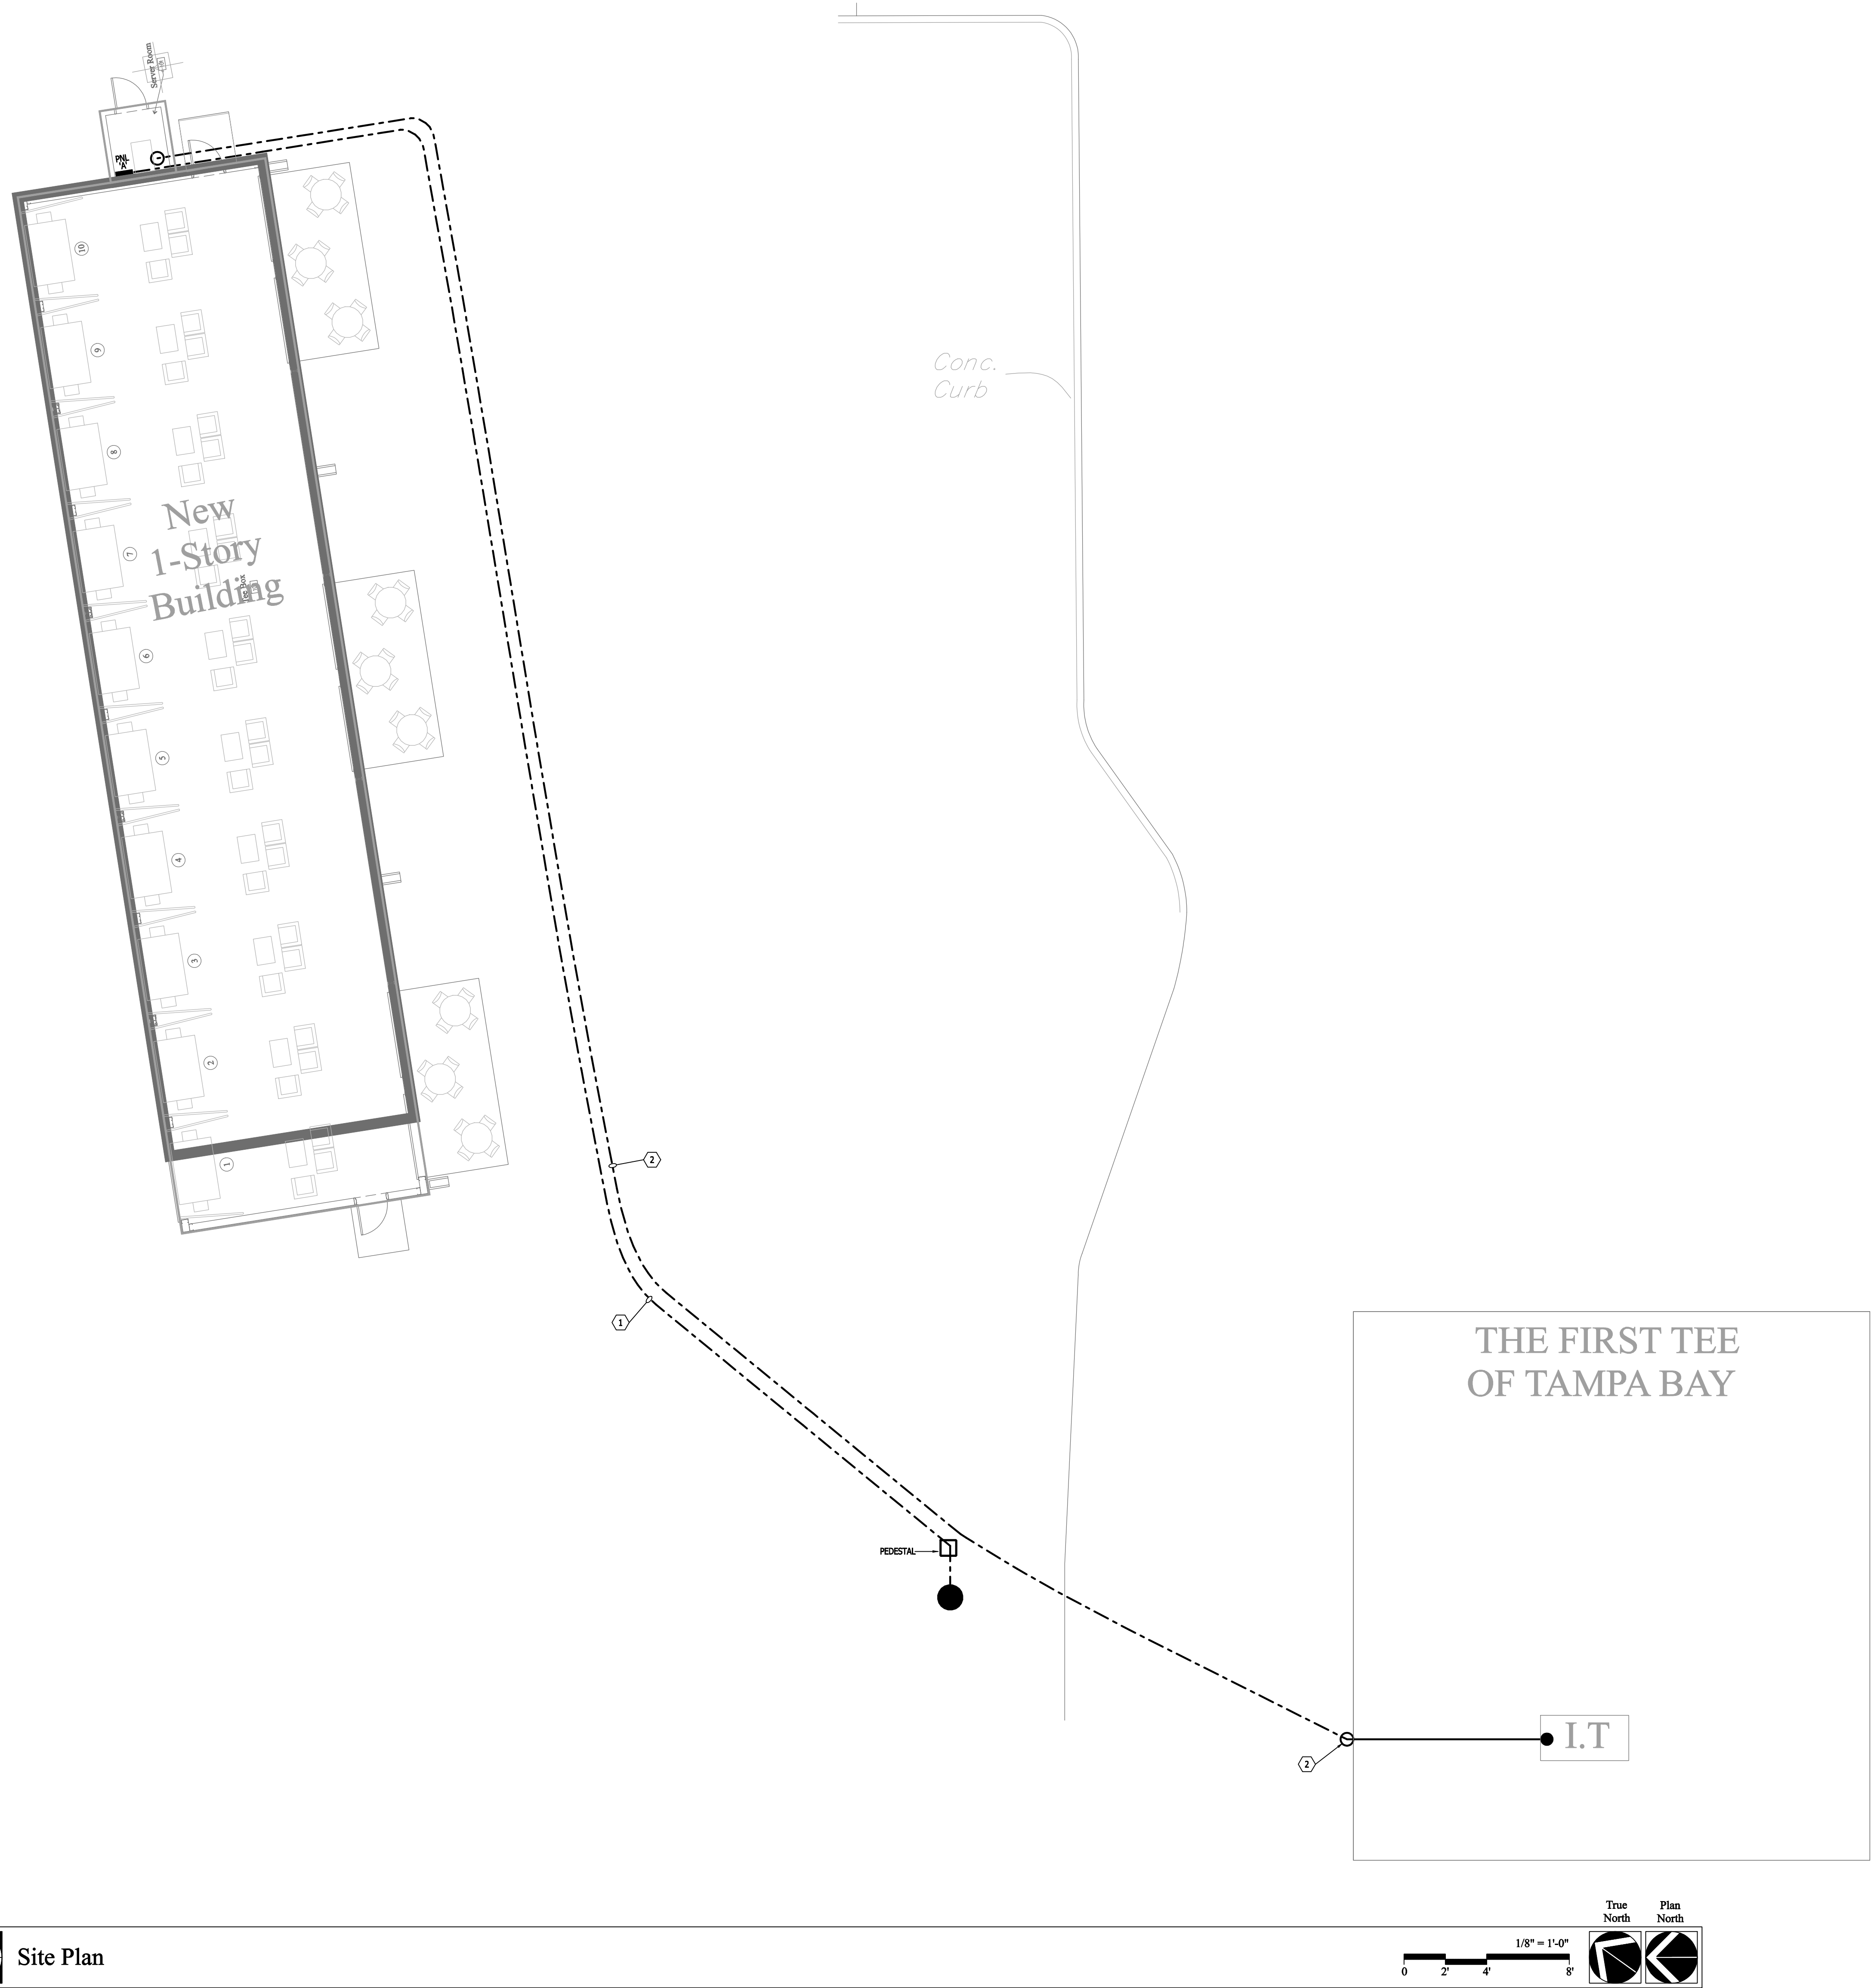 Server Room
PNL
'A'
10
9
8
7
6
5
4
3
2
1
New
1-Story
Building
Tee Box
Conc.
Curb
2
1
PEDESTAL
THE FIRST TEE
OF TAMPA BAY
I.T
2
True
North
Plan
North
Site Plan
1/8" = 1'-0"
0
2'
4'
8'